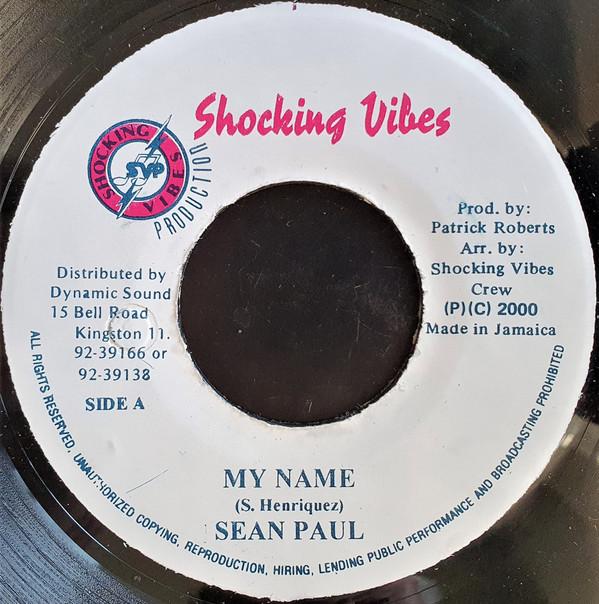 Shocking Vibes
SHOCKING VIBES
SVP
PRODUCTION
Prod. by:
Patrick Roberts
Arr. by:
Shocking Vibes
Crew
(P)(C) 2000
Made in Jamaica
Distributed by
Dynamic Sound
15 Bell Road
Kingston 11.
92-39166 or
92-39138
SIDE A
MY NAME
(S. Henriquez)
SEAN PAUL
ALL RIGHTS RESERVED, UNAUTHORIZED COPYING, REPRODUCTION, HIRING, LENDING PUBLIC PERFORMANCE AND BROADCASTING PROHIBITED